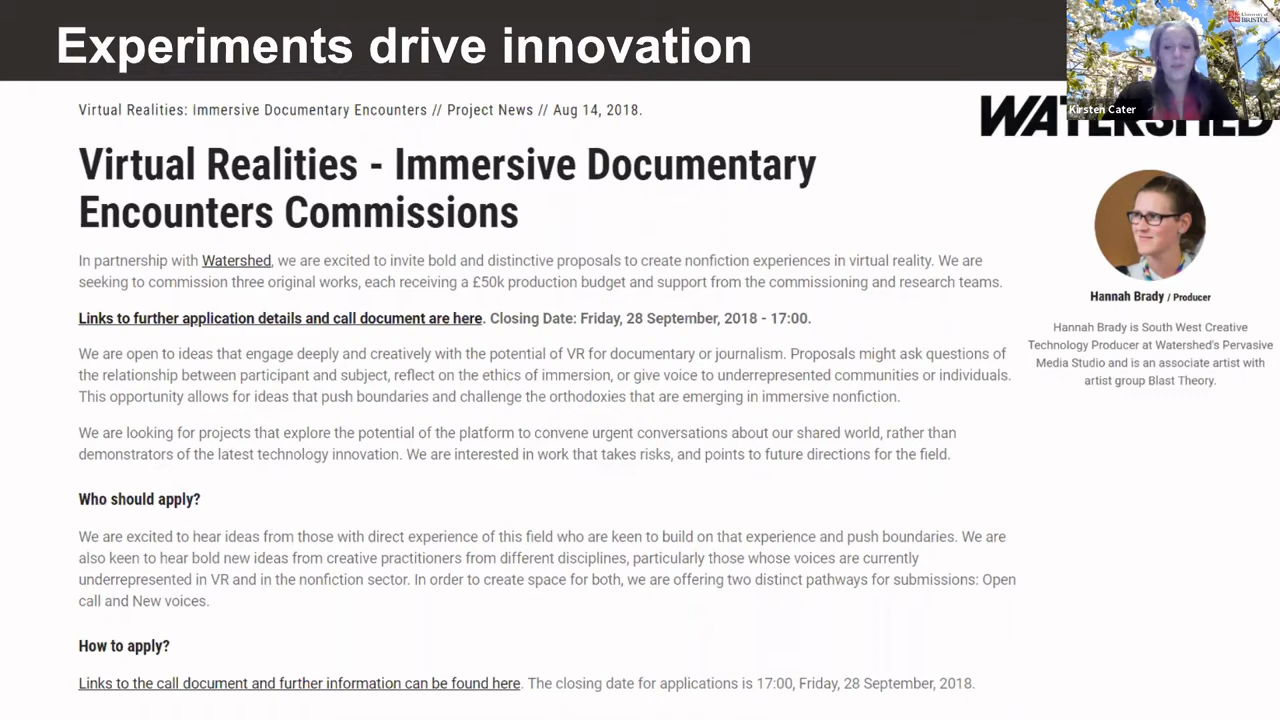 Experiments drive innovation
University of
BRISTOL
Kirsten Cater
WATERSHED
Virtual Realities: Immersive Documentary Encounters // Project News // Aug 14, 2018.
Virtual Realities - Immersive Documentary
Encounters Commissions
In partnership with Watershed, we are excited to invite bold and distinctive proposals to create nonfiction experiences in virtual reality. We are
seeking to commission three original works, each receiving a £50k production budget and support from the commissioning and research teams.
Links to further application details and call document are here. Closing Date: Friday, 28 September, 2018 - 17:00.
We are open to ideas that engage deeply and creatively with the potential of VR for documentary or journalism. Proposals might ask questions of
the relationship between participant and subject, reflect on the ethics of immersion, or give voice to underrepresented communities or individuals.
This opportunity allows for ideas that push boundaries and challenge the orthodoxies that are emerging in immersive nonfiction.
We are looking for projects that explore the potential of the platform to convene urgent conversations about our shared world, rather than
demonstrators of the latest technology innovation. We are interested in work that takes risks, and points to future directions for the field.
Who should apply?
We are excited to hear ideas from those with direct experience of this field who are keen to build on that experience and push boundaries. We are
also keen to hear bold new ideas from creative practitioners from different disciplines, particularly those whose voices are currently
underrepresented in VR and in the nonfiction sector. In order to create space for both, we are offering two distinct pathways for submissions: Open
call and New voices.
How to apply?
Links to the call document and further information can be found here. The closing date for applications is 17:00, Friday, 28 September, 2018.
Hannah Brady / Producer
Hannah Brady is South West Creative
Technology Producer at Watershed's Pervasive
Media Studio and is an associate artist with
artist group Blast Theory.